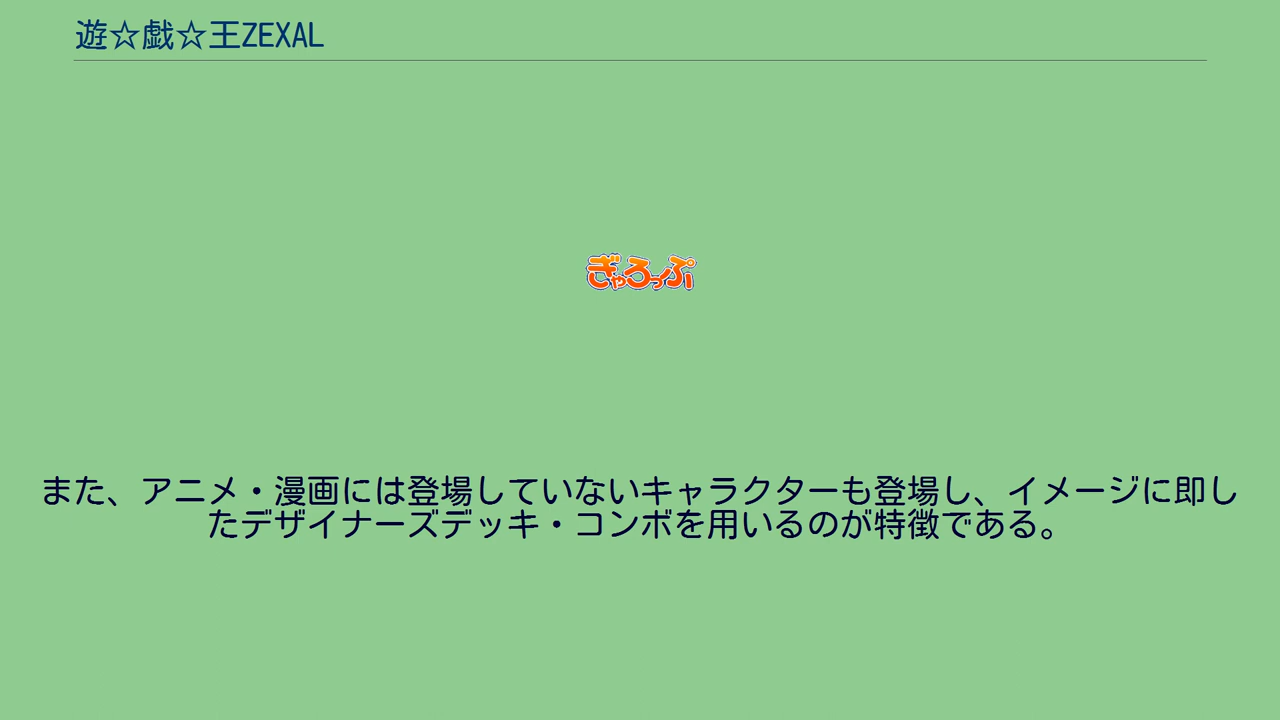 遊☆戯☆王ZEXAL
ぎゃろっぷ
また、アニメ・漫画には登場していないキャラクターも登場し、イメージに即し
たデザイナーズデッキ・コンボを用いるのが特徴である。